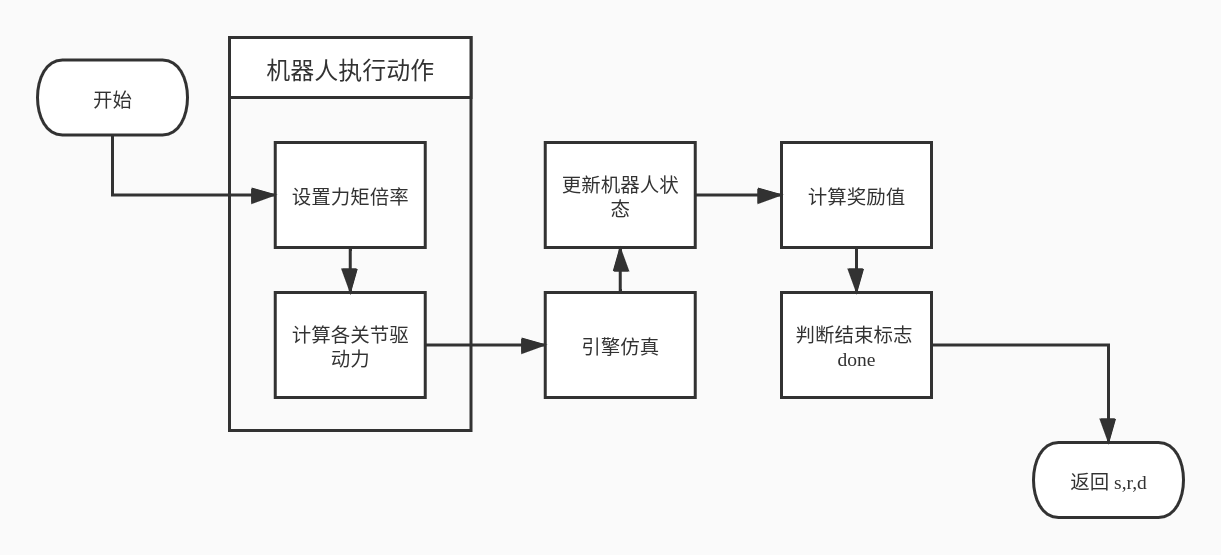 开始
机器人执行动作
设置力矩倍率
计算各关节驱
动力
引擎仿真
更新机器人状
态
计算奖励值
判断结束标志
done
返回 s,r,d